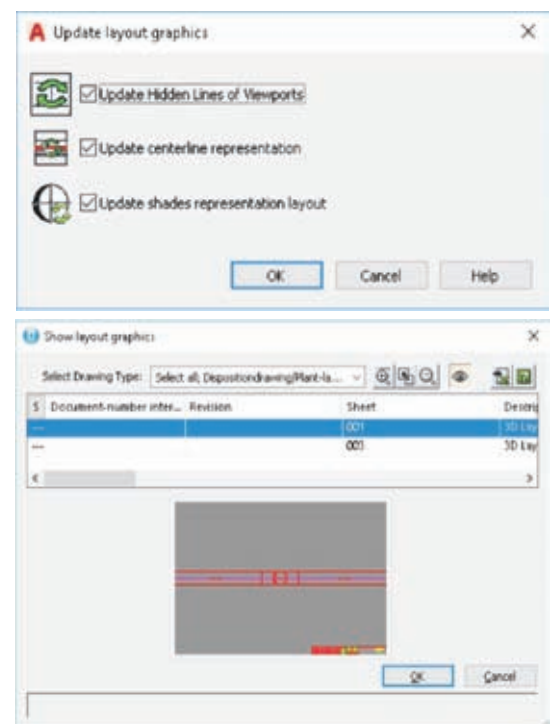 Update layout graphics
Update Hidden Lines of Viewports
Update centerline representation
Update shades representation layout
OK Cancel Help
Show layout graphics
Select Drawing Type: Select all; Depositiondrawing/Plant-la...
S Document-number inter... Revision Sheet Descrip
--- 001 3D Lay
--- 003 3D Lay
OK Cancel